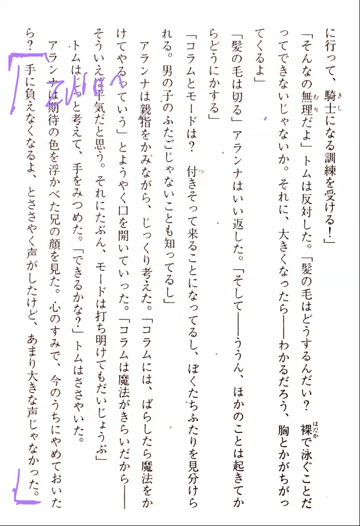 に行って、騎士になる訓練を受ける！」
「そんなの無理だよ」トムは反対した。「髪の毛はどうするんだい？　裸で泳ぐことだ
ってできないじゃないか。それに、大きくなったら――わかるだろう、胸とかがちがっ
てくるよ」
「髪の毛は切る」アランナはいい返した。「そして――ううん、ほかのことは起きてか
らどうにかする」
「コラムとモードは？　付きそって来ることになってるし、ぼくたちふたりを見分けら
れる。男の子のふたごじゃないことも知ってるし」
アランナは親指をかみながら、じっくり考えた。「コラムには、ばらしたら魔法をか
けてやるっていう」とようやく口を開いていった。「コラムは魔法がきらいだから――
そういえば平気だと思う。それにたぶん、モードは打ち明けてもだいじょうぶ」
トムはじっと考えて、手をみつめた。「できるかな？」トムはささやいた。
アランナは期待の色を浮かべた兄の顔を見た。心のすみで、今のうちにやめておいた
ら？　手に負えなくなるよ、とささやく声がしたけど、あまり大きな声じゃなかった。